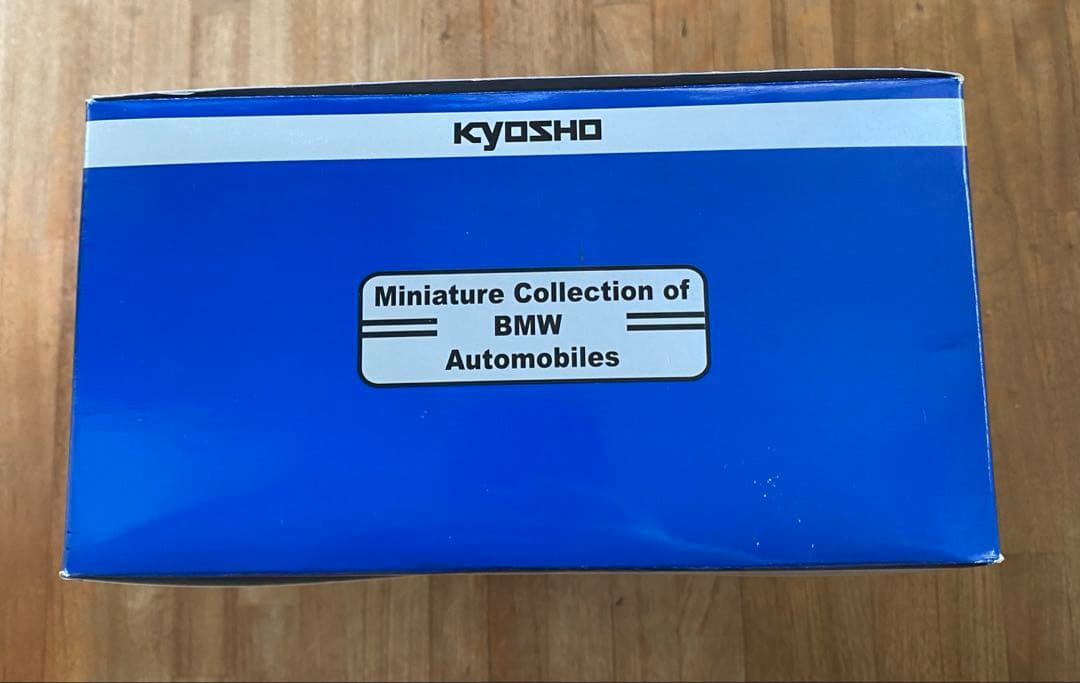 KYOSHO
Miniature Collection of
BMW
Automobiles